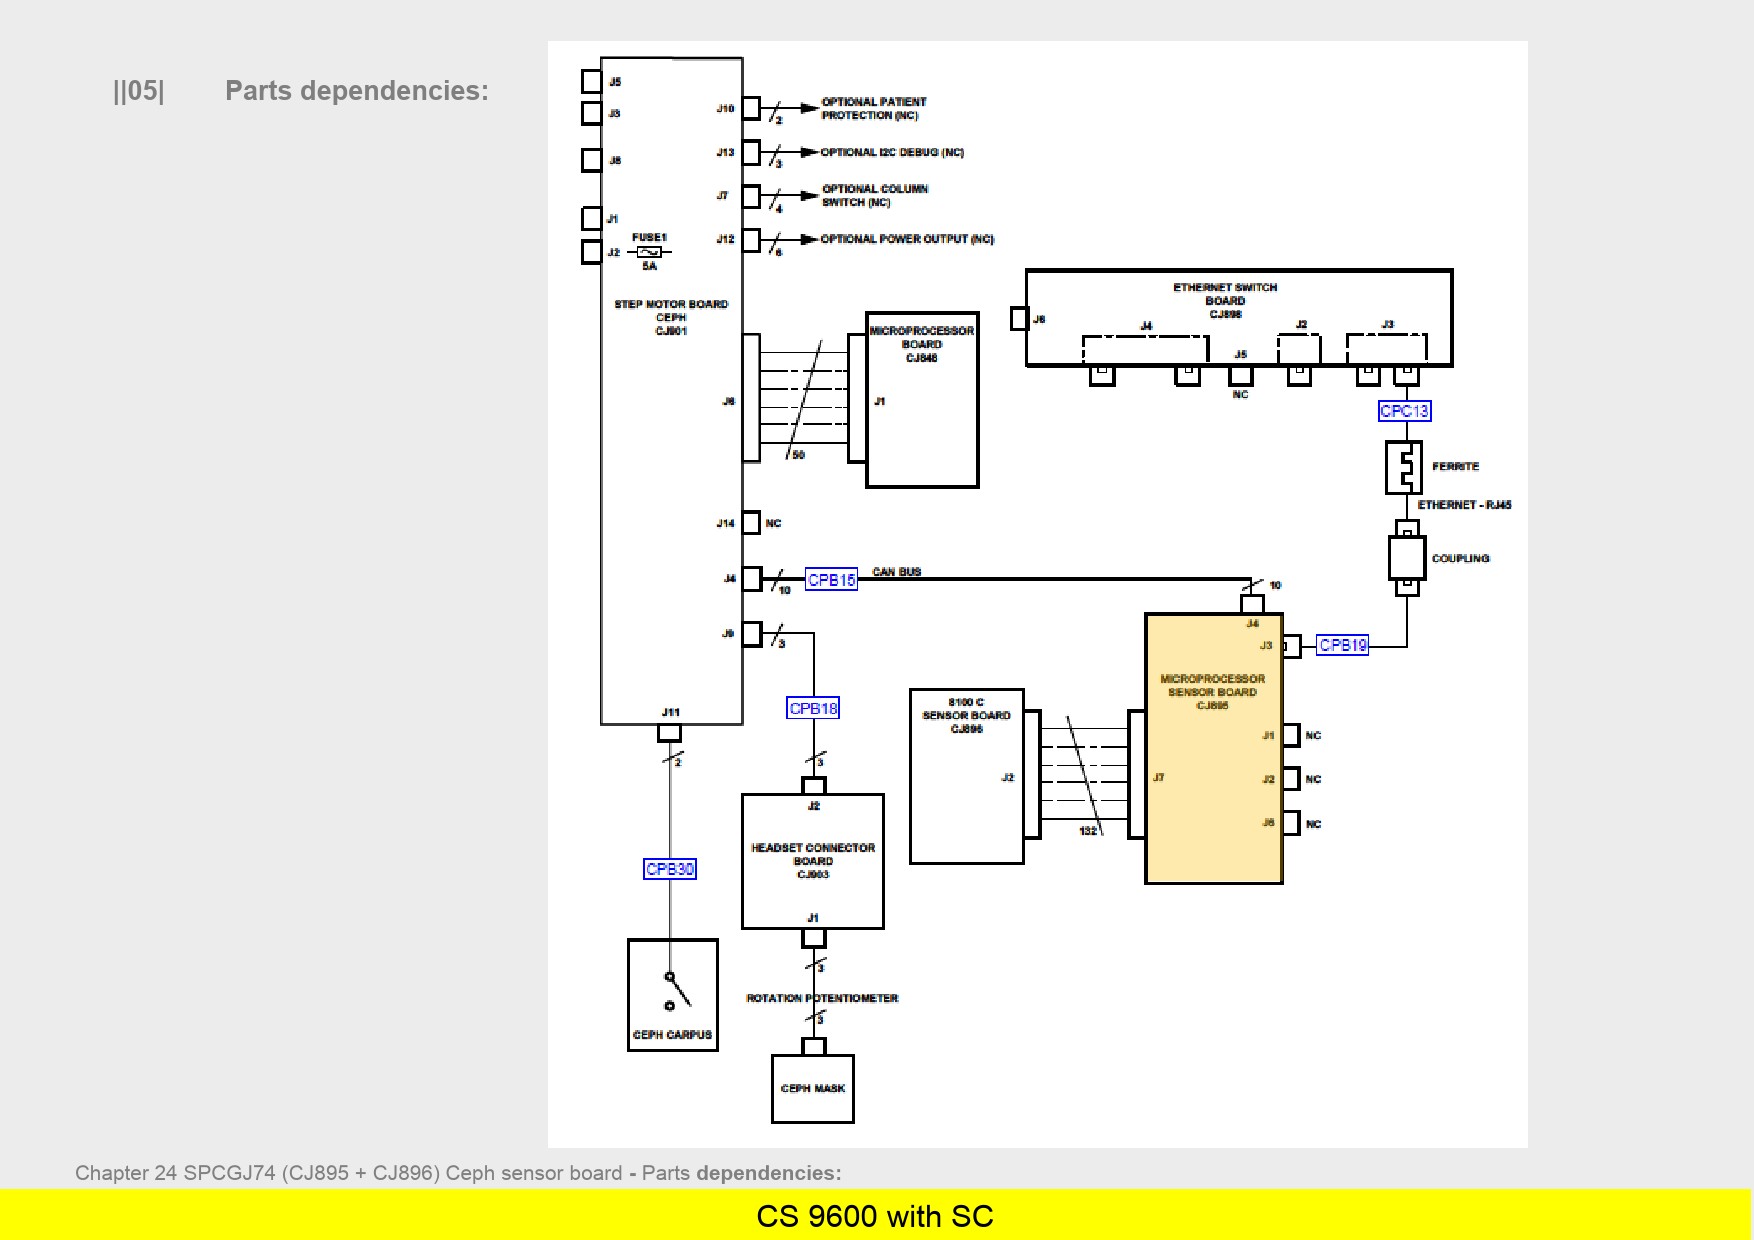 ||05| Parts dependencies:
J5
J3
J8
J1
J2
FUSE1
5A
J10
2
OPTIONAL PATIENT
PROTECTION (NC)
J13
3
OPTIONAL I2C DEBUG (NC)
J7
4
OPTIONAL COLUMN
SWITCH (NC)
J12
6
OPTIONAL POWER OUTPUT (NC)
STEP MOTOR BOARD
CEPH
CJ901
J6
50
MICROPROCESSOR
BOARD
CJ848
J1
ETHERNET SWITCH
BOARD
CJ898
J6
J4
J5
J2
J3
NC
CPC13
FERRITE
ETHERNET - RJ45
COUPLING
J14
NC
J4
10
CPB15
CAN BUS
10
J9
3
CPB18
3
J4
J3
CPB19
MICROPROCESSOR
SENSOR BOARD
CJ895
J1
NC
J2
NC
J6
NC
J7
132
8100 C
SENSOR BOARD
CJ896
J2
J11
2
CPB30
CEPH CARPUS
J2
HEADSET CONNECTOR
BOARD
CJ903
J1
3
ROTATION POTENTIOMETER
3
CEPH MASK
Chapter 24 SPCGJ74 (CJ895 + CJ896) Ceph sensor board - Parts dependencies:
CS 9600 with SC